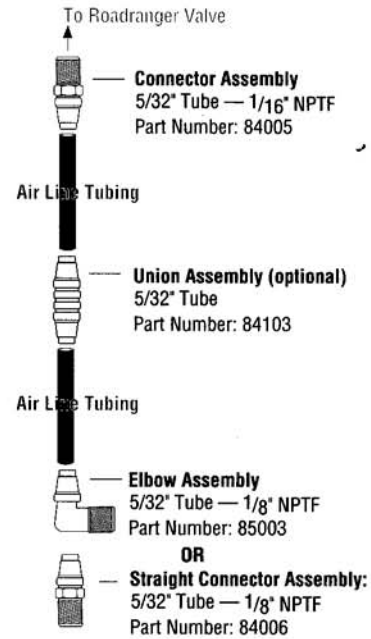 To Roadranger Valve
Connector Assembly
5/32" Tube — 1/16" NPTF
Part Number: 84005
Air Line Tubing
Union Assembly (optional)
5/32" Tube
Part Number: 84103
Air Line Tubing
Elbow Assembly
5/32" Tube — 1/8" NPTF
Part Number: 85003
OR
Straight Connector Assembly:
5/32" Tube — 1/8" NPTF
Part Number: 84006